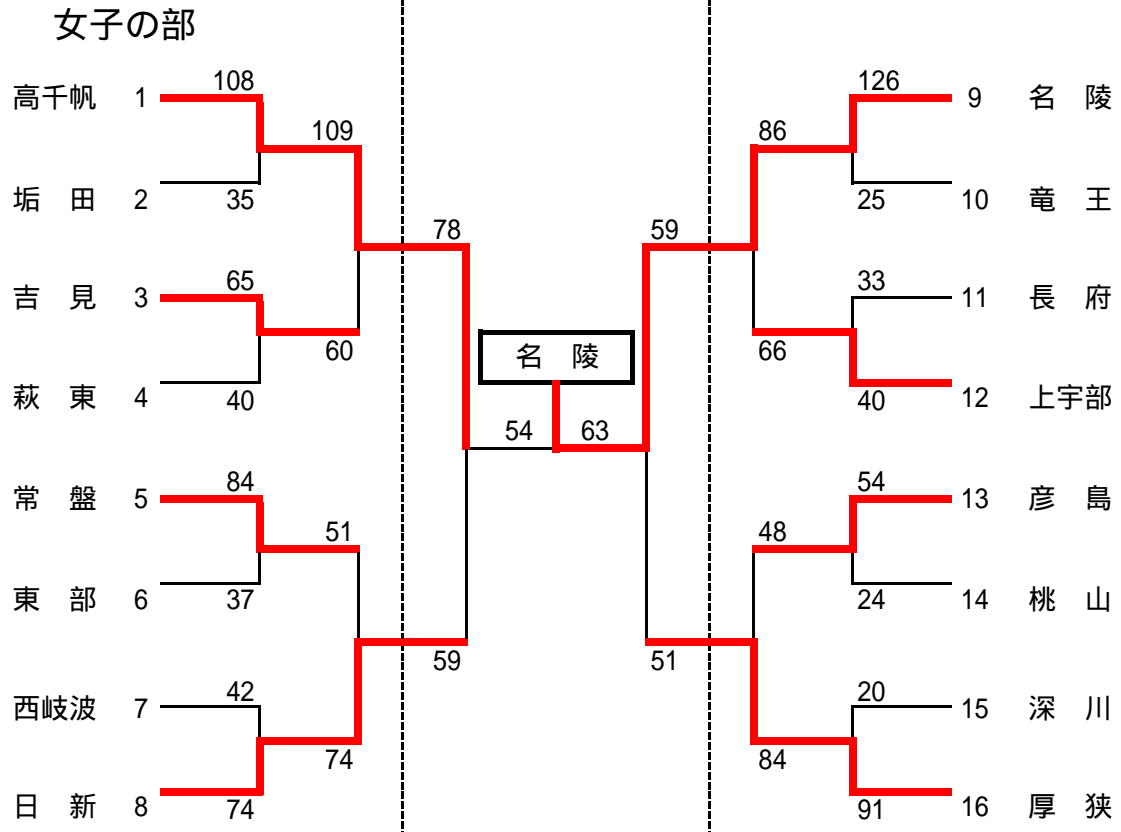 女子の部
108
126
高千帆 1
9 名 陵
109
86
垢 田 2
35
25
10 竜 王
78
59
65
33
吉 見 3
11 長 府
名 陵
60
66
萩 東 4
40
40
12 上宇部
54 63
84
54
常 盤 5
13 彦 島
51
48
東 部 6
37
24
14 桃 山
59
51
42
20
西岐波 7
15 深 川
74
84
日 新 8
74
91
16 厚 狭